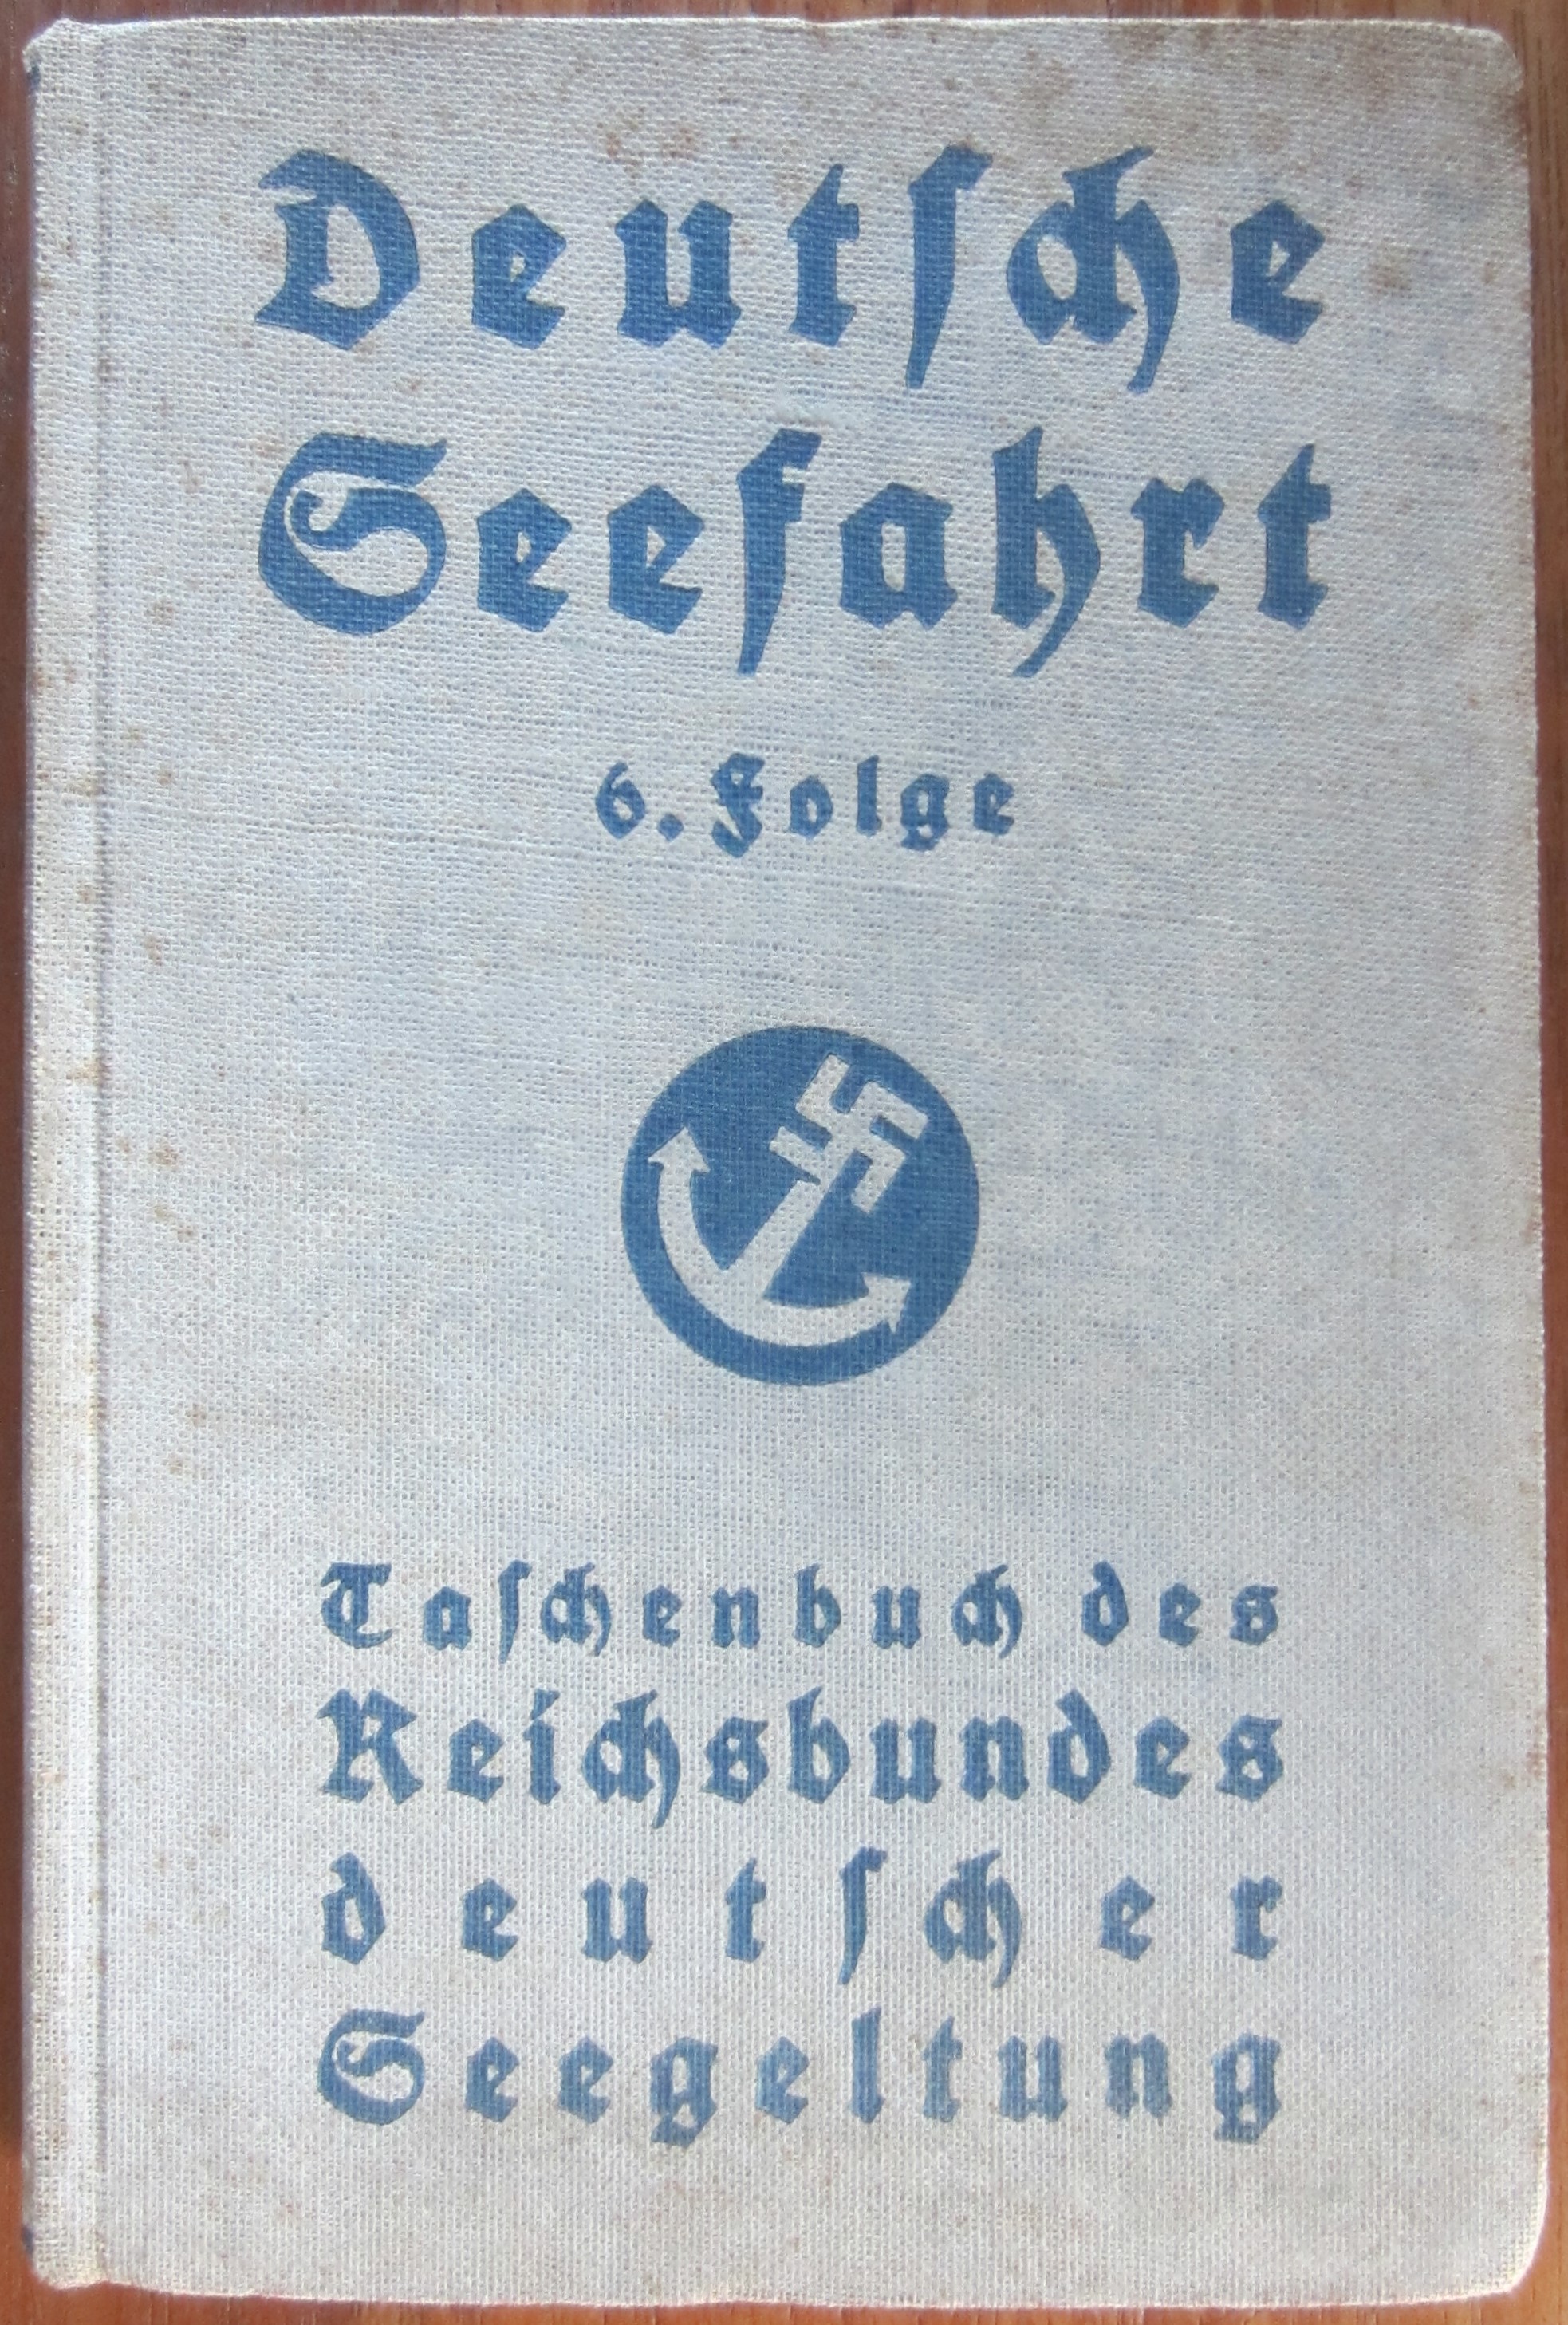 Deutſche
Seefahrt
6. Folge
Taſchenbuch des
Reichsbundes
deutſcher
Seegeltung